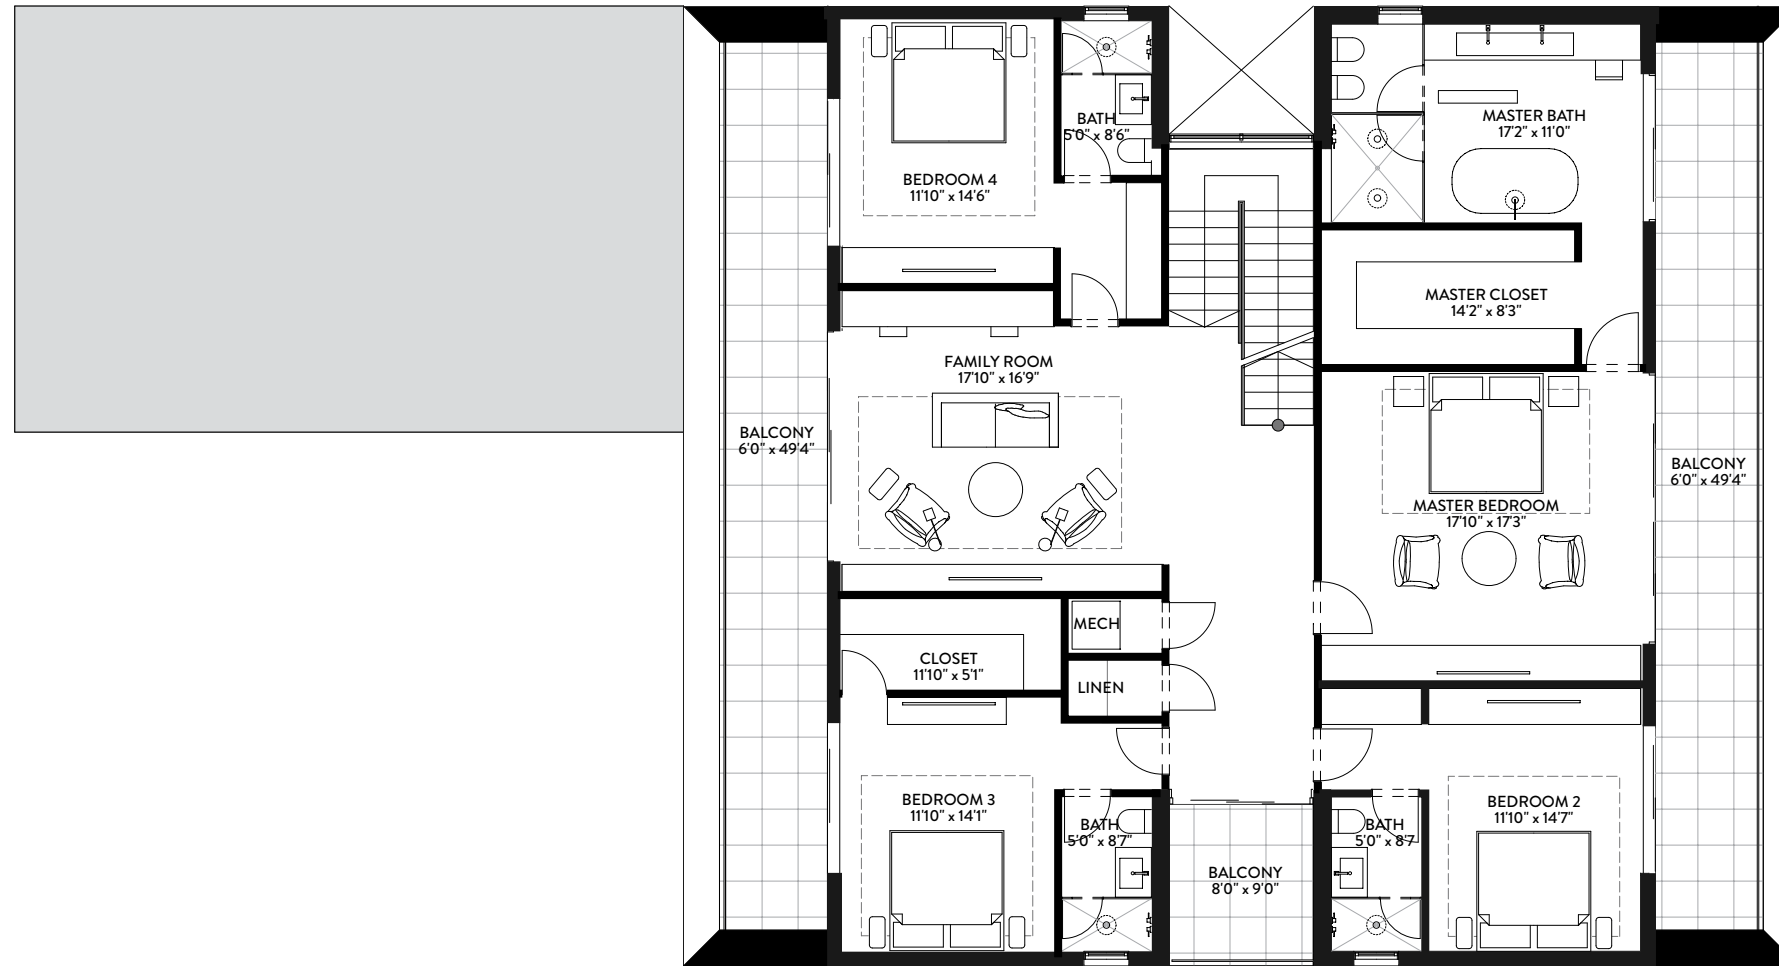 BATH
5'0" x 8'6"
MASTER BATH
17'2" x 11'0"
BEDROOM 4
11'10" x 14'6"
MASTER CLOSET
14'2" x 8'3"
FAMILY ROOM
17'10" x 16'9"
BALCONY
6'0" x 49'4"
BALCONY
6'0" x 49'4"
MASTER BEDROOM
17'10" x 17'3"
MECH
CLOSET
11'10" x 5'1"
LINEN
BEDROOM 3
11'10" x 14'1"
BATH
5'0" x 8'7"
BATH
5'0" x 8'7
BEDROOM 2
11'10" x 14'7"
BALCONY
8'0" x 9'0"